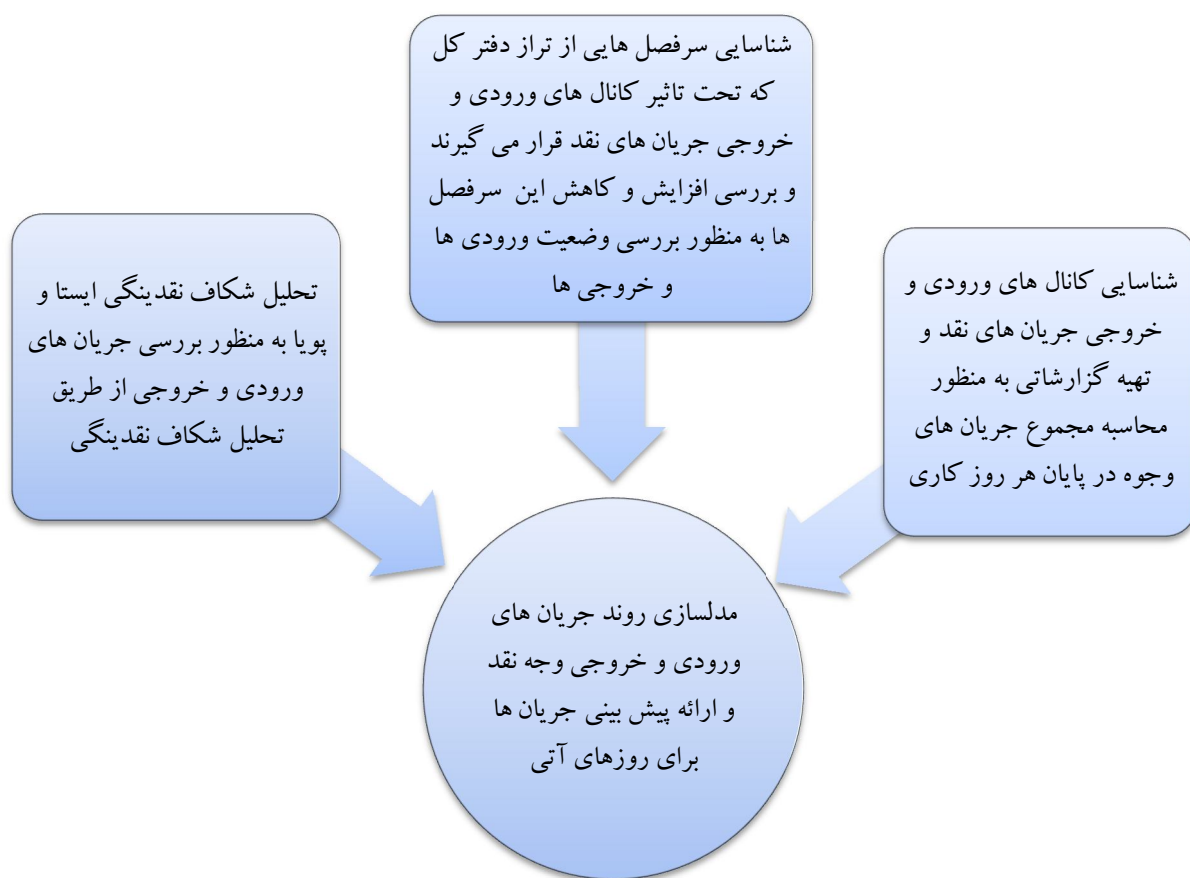 شناسایی سرفصل هایی از تراز دفتر کل
که تحت تاثیر کانال های ورودی و
خروجی جریان های نقد قرار می گیرند
و بررسی افزایش و کاهش این سرفصل
ها به منظور بررسی وضعیت ورودی ها
و خروجی ها
شناسایی کانال های ورودی و
خروجی جریان های نقد و
تهیه گزارشاتی به منظور
محاسبه مجموع جریان های
وجوه در پایان هر روز کاری
تحلیل شکاف نقدینگی ایستا و
پویا به منظور بررسی جریان های
ورودی و خروجی از طریق
تحلیل شکاف نقدینگی
مدلسازی روند جریان های
ورودی و خروجی وجه نقد
و ارائه پیش بینی جریان ها
برای روزهای آتی